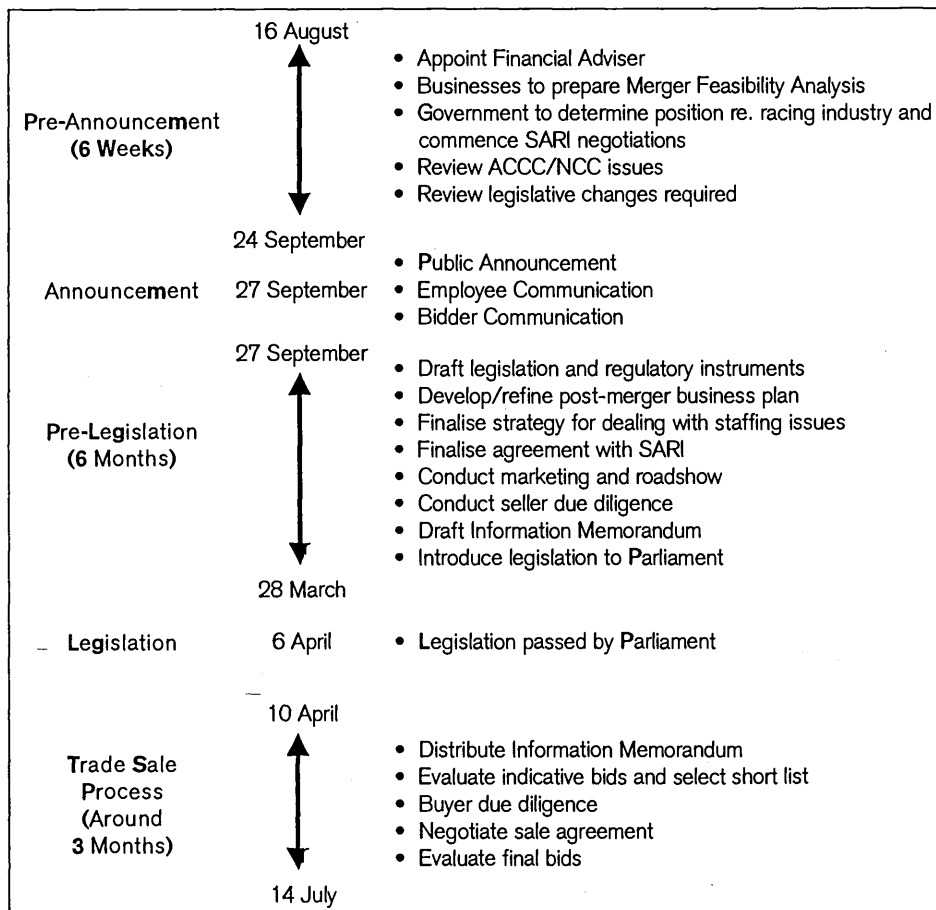 16 August
Pre-Announcement
(6 Weeks)
• Appoint Financial Adviser
• Businesses to prepare Merger Feasibility Analysis
• Government to determine position re. racing industry and
commence SARI negotiations
• Review ACCC/NCC issues
• Review legislative changes required
24 September
Announcement
27 September
• Public Announcement
• Employee Communication
• Bidder Communication
27 September
Pre-Legislation
(6 Months)
• Draft legislation and regulatory instruments
• Develop/refine post-merger business plan
• Finalise strategy for dealing with staffing issues
• Finalise agreement with SARI
• Conduct marketing and roadshow
• Conduct seller due diligence
• Draft Information Memorandum
• Introduce legislation to Parliament
28 March
Legislation
6 April
• Legislation passed by Parliament
10 April
Trade Sale
Process
(Around
3 Months)
• Distribute Information Memorandum
• Evaluate indicative bids and select short list
• Buyer due diligence
• Negotiate sale agreement
• Evaluate final bids
14 July